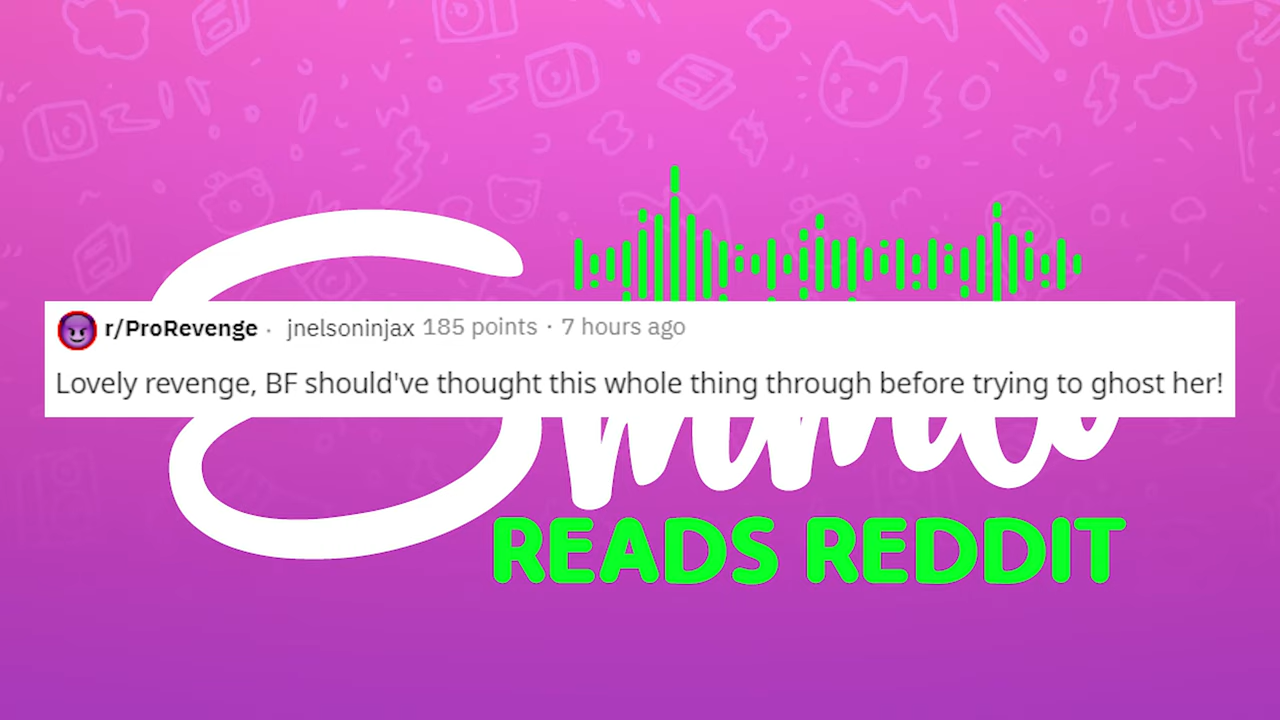 r/ProRevenge · jnelsoninjax 185 points · 7 hours ago
Lovely revenge, BF should've thought this whole thing through before trying to ghost her!
READS REDDIT